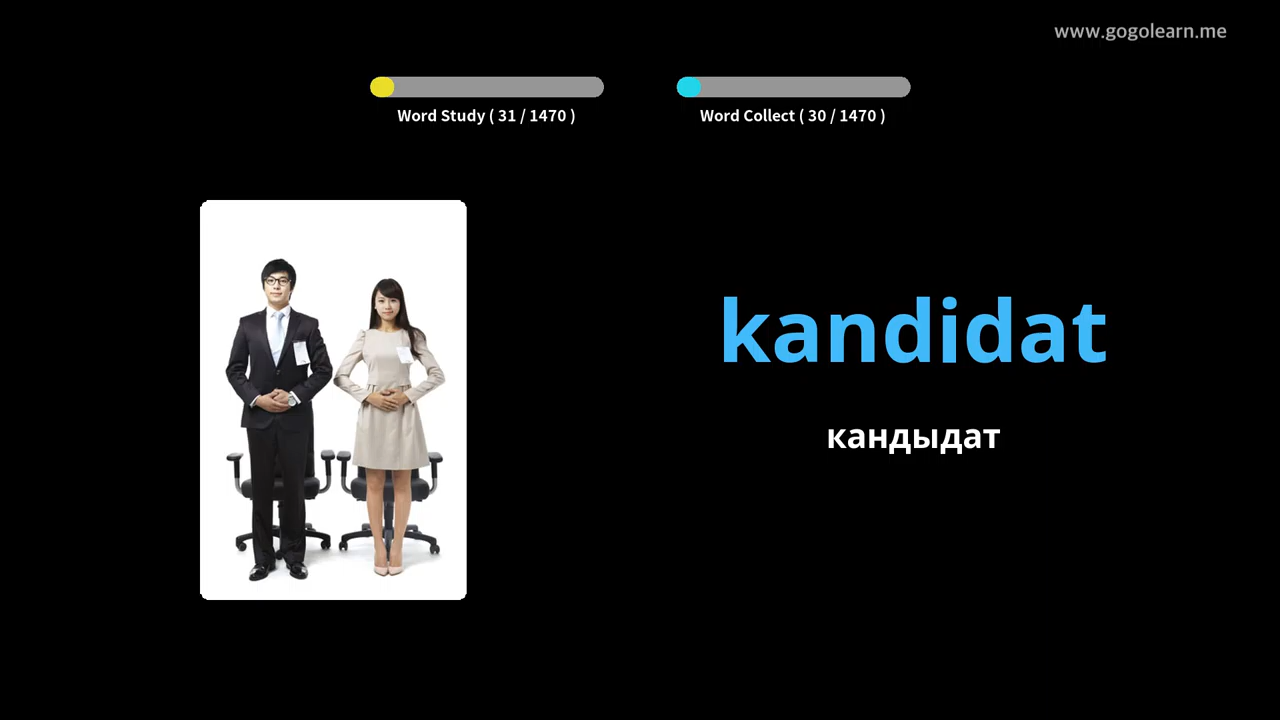 www.gogolearn.me
Word Study ( 31 / 1470 )
Word Collect ( 30 / 1470 )
kandidat
кандыдат